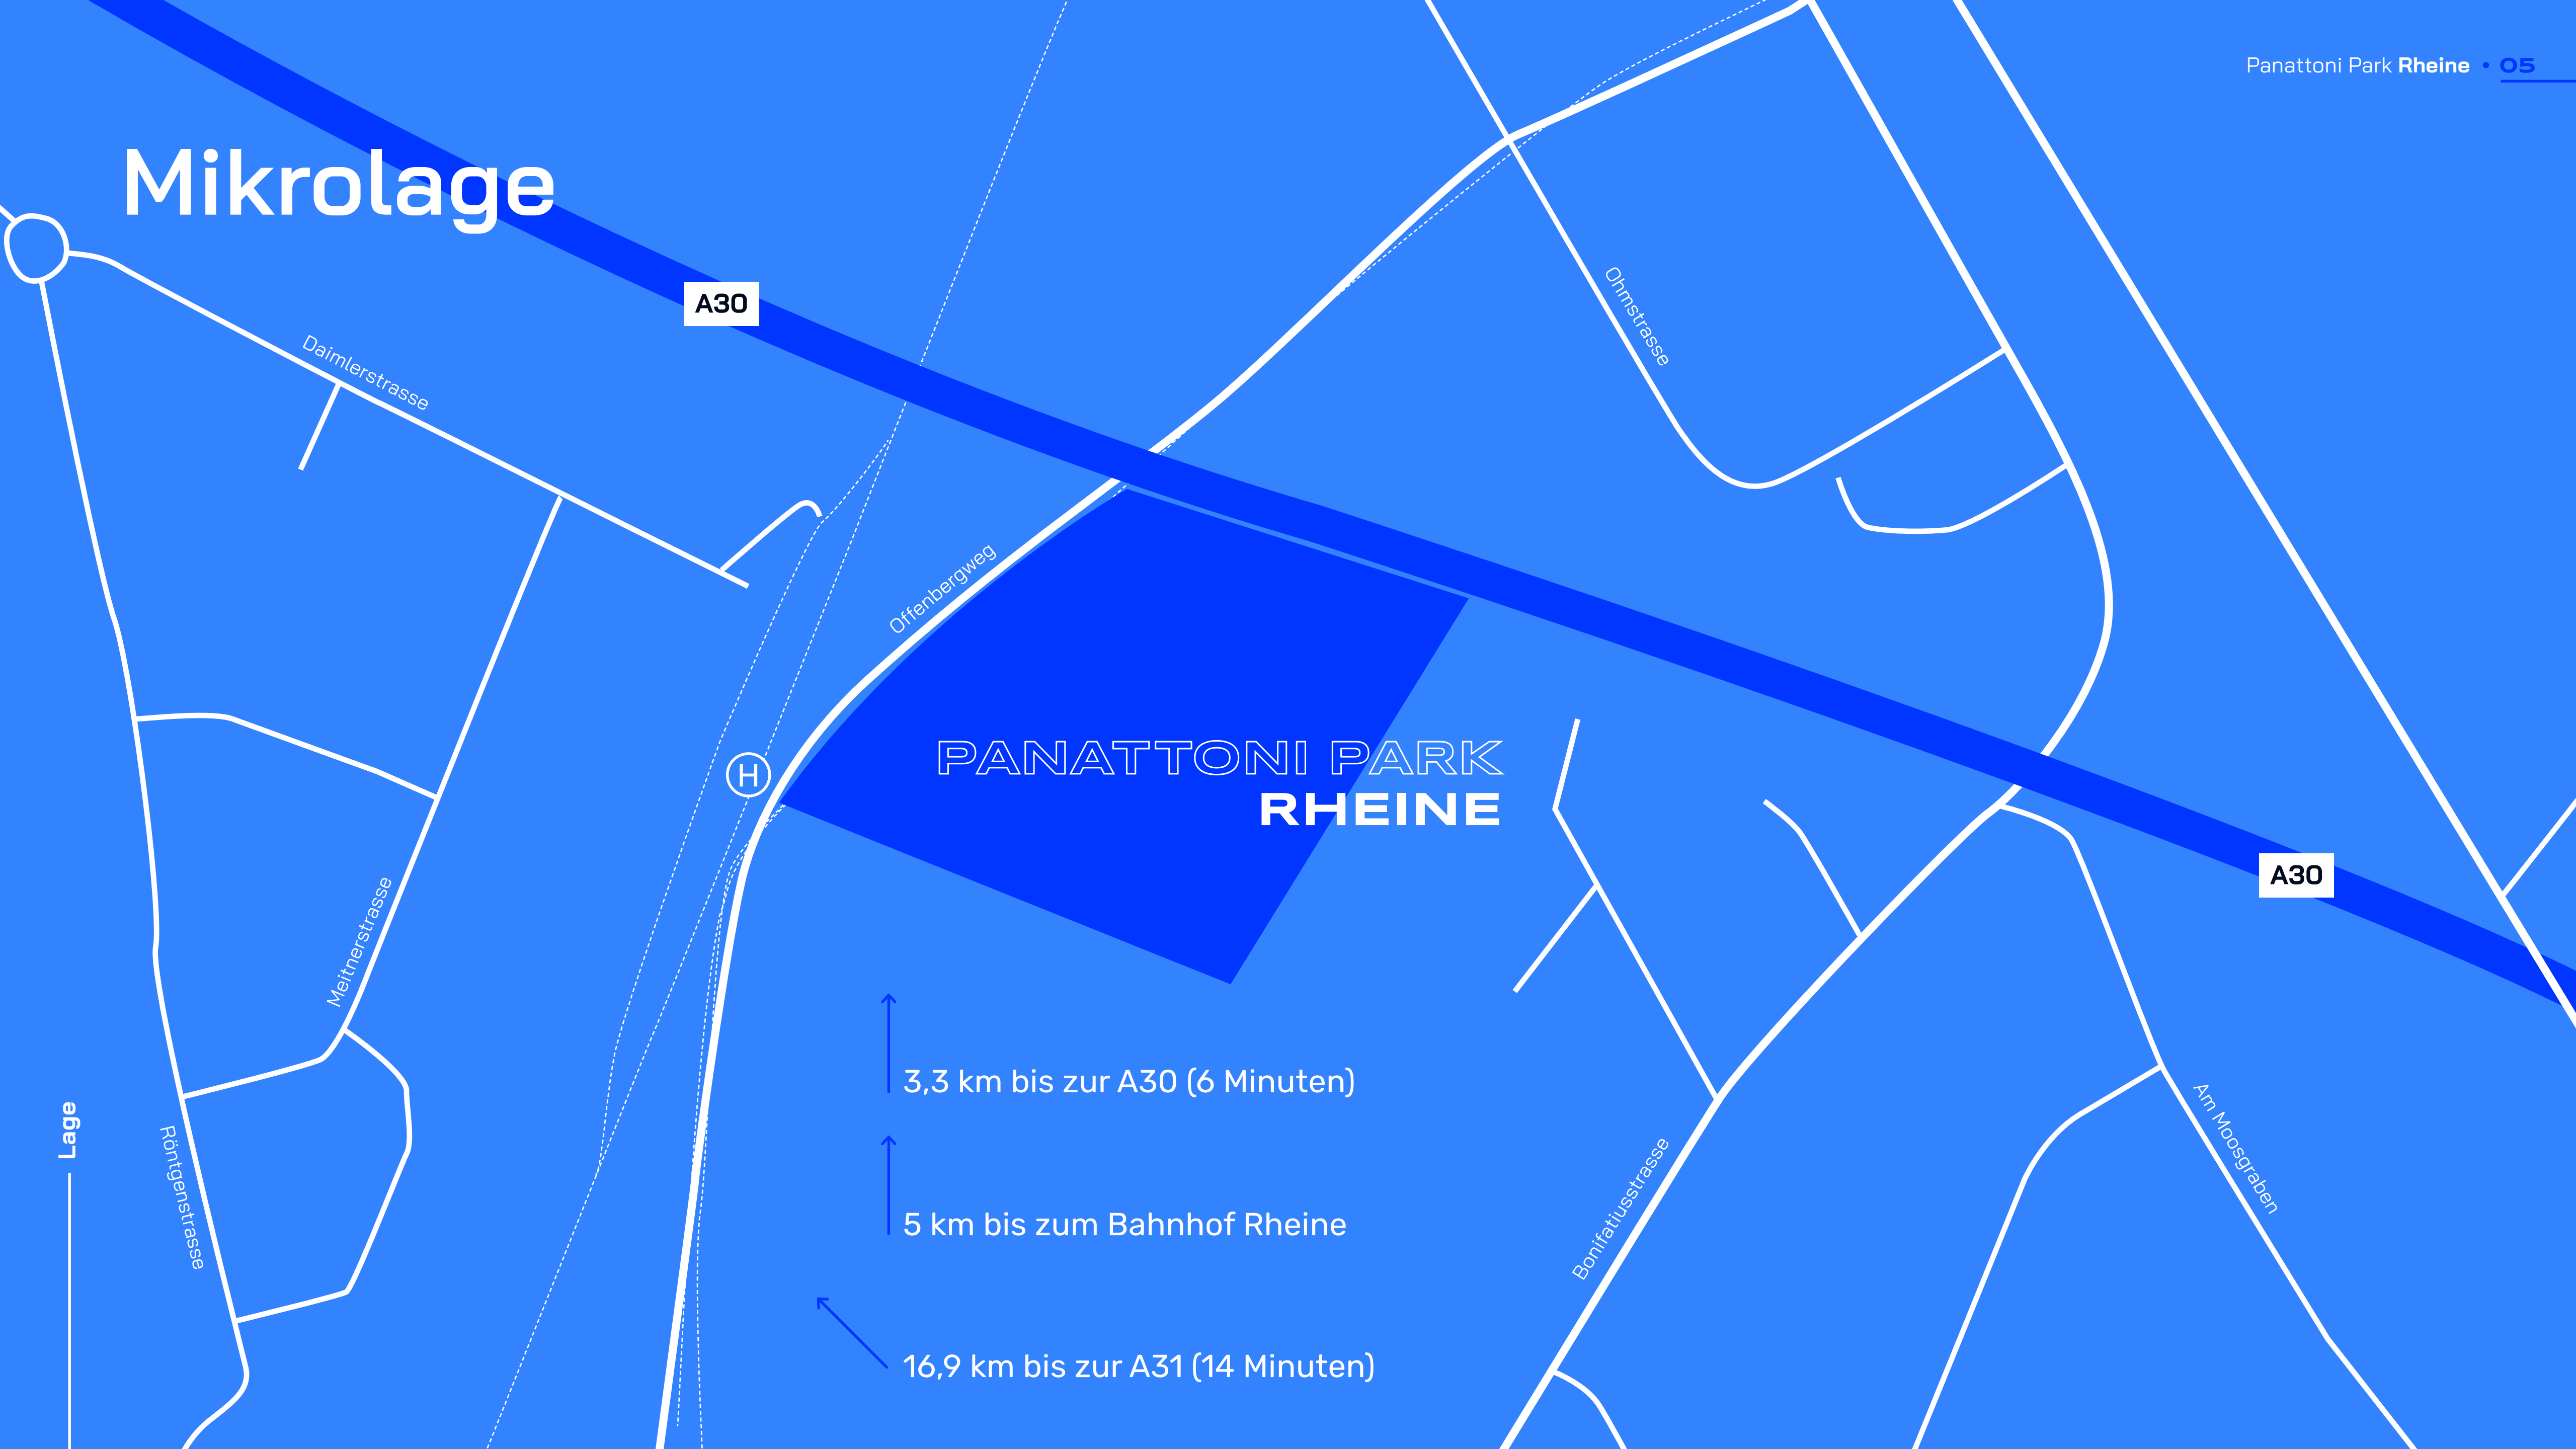 Panattoni Park Rheine • 05
Mikrolage
A30
Daimlerstrasse
Ohmstrasse
Offenbergweg
PANATTONI PARK
RHEINE
H
A30
Meitnerstrasse
3,3 km bis zur A30 (6 Minuten)
Lage
Röntgenstrasse
Am Moosgraben
Bonifatiusstrasse
5 km bis zum Bahnhof Rheine
16,9 km bis zur A31 (14 Minuten)